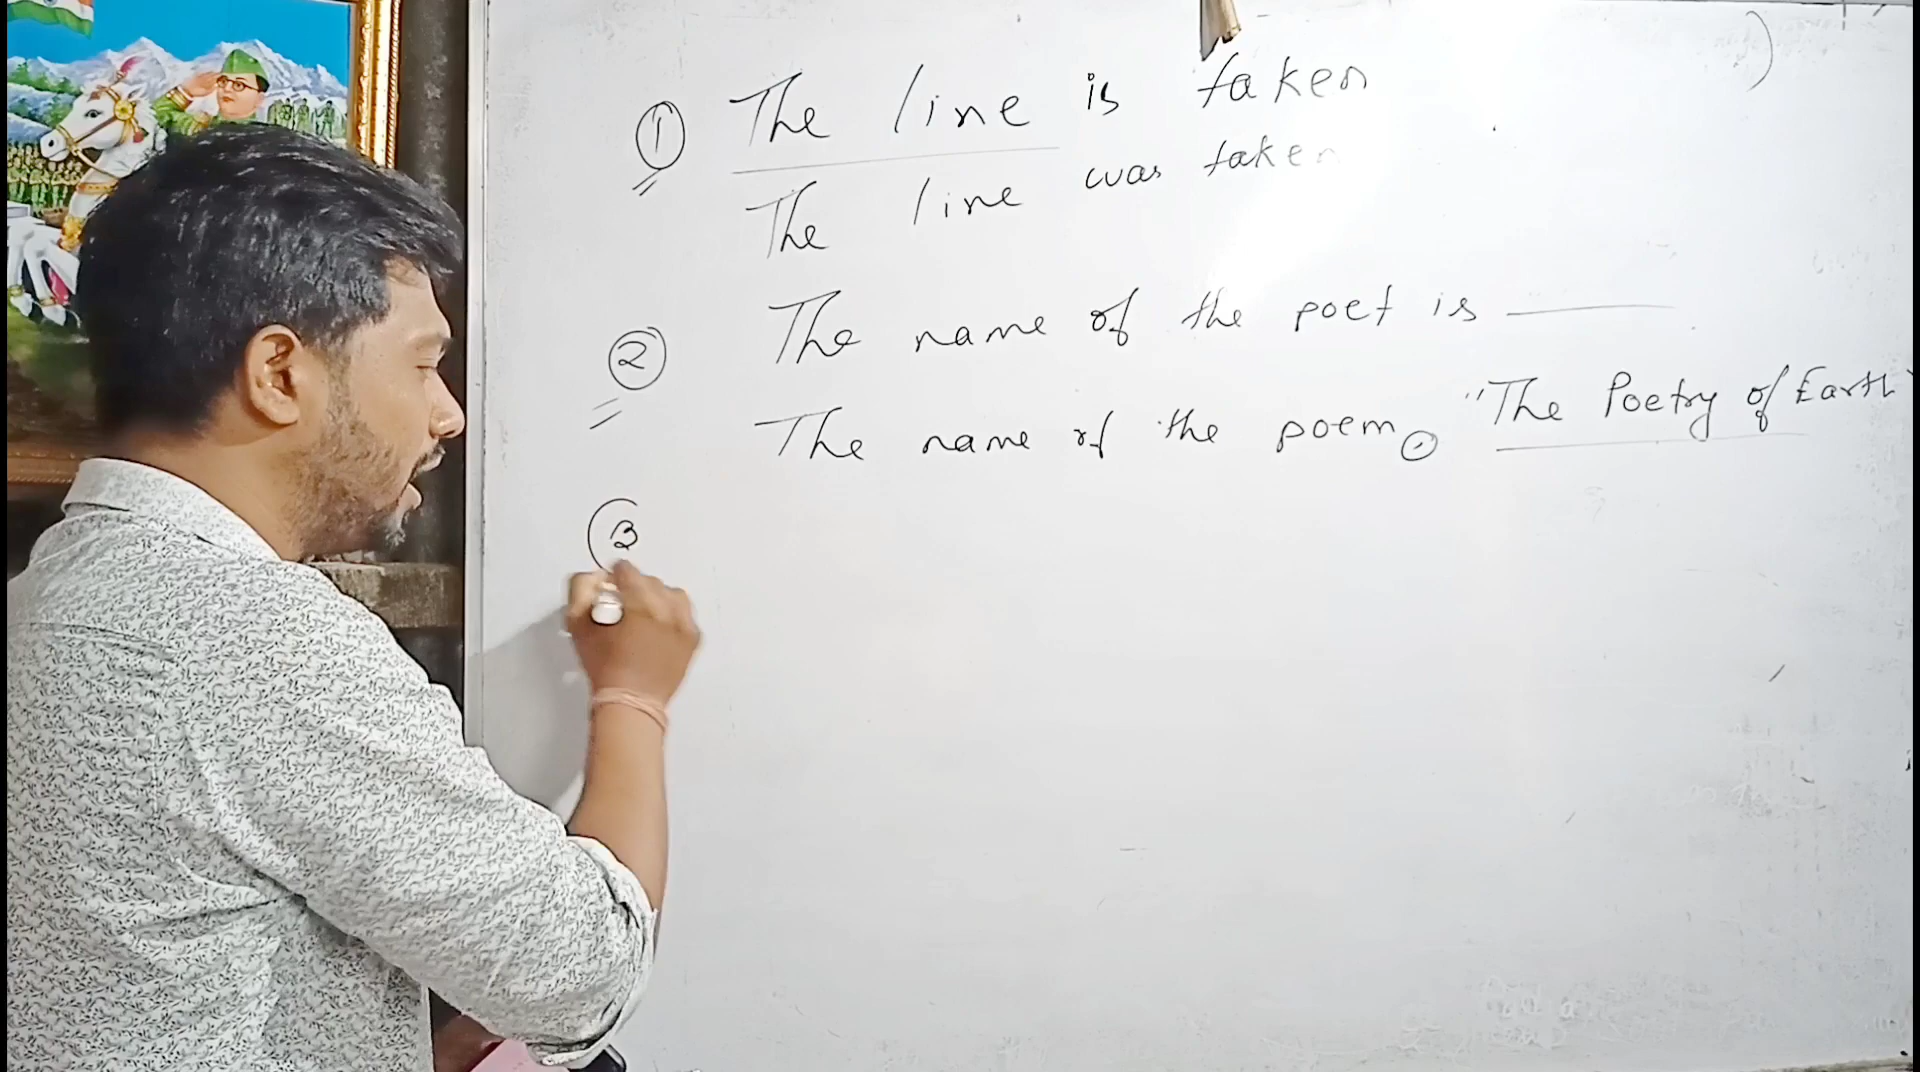 ① The line is taken
The line was taken
② The name of the poet is ———
The name of the poem. "The Poetry of Earth"
③